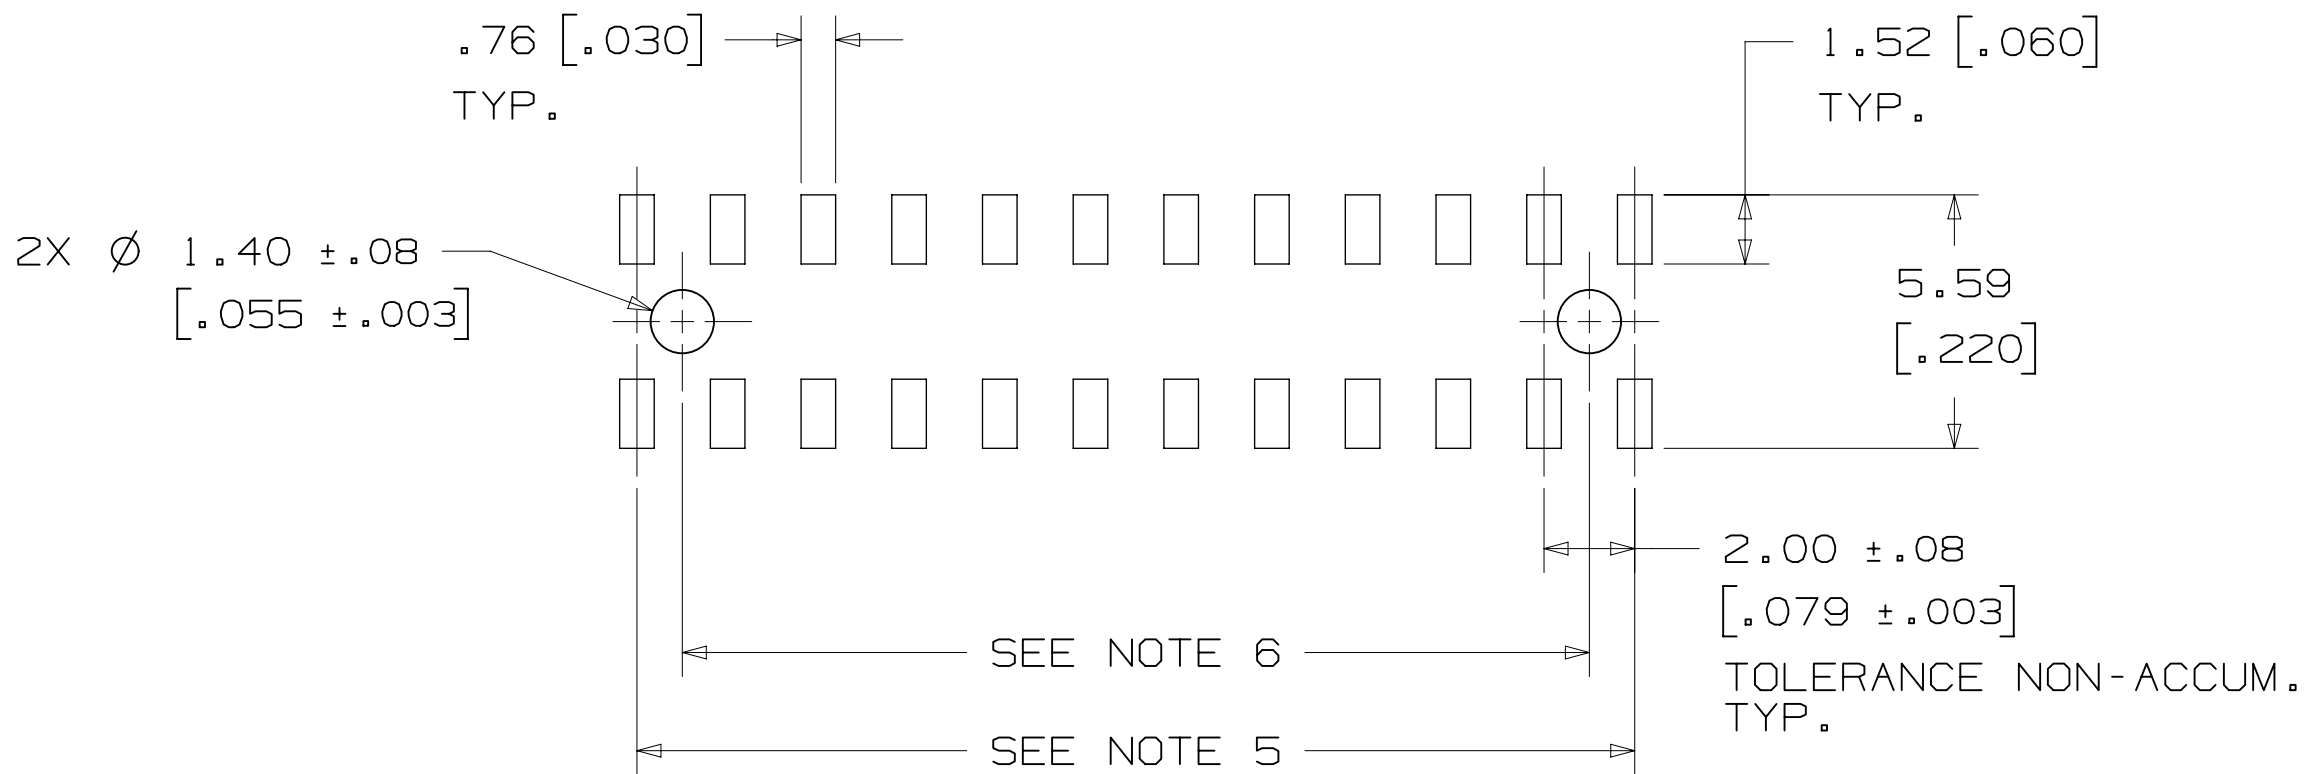 .76 [.030]
TYP.
1.52 [.060]
TYP.
2X Ø 1.40 ±.08
[.055 ±.003]
5.59
[.220]
2.00 ±.08
[.079 ±.003]
TOLERANCE NON-ACCUM.
TYP.
SEE NOTE 6
SEE NOTE 5